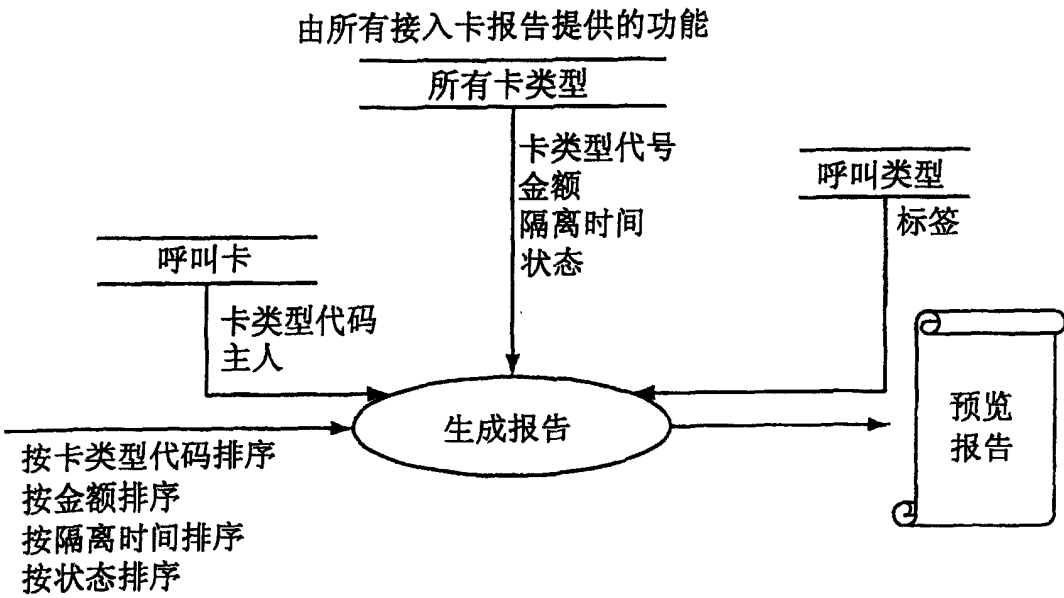 由所有接入卡报告提供的功能
所有卡类型
卡类型代号
金额
隔离时间
状态
呼叫类型
标签
呼叫卡
卡类型代码
主人
生成报告
预览
报告
按卡类型代码排序
按金额排序
按隔离时间排序
按状态排序